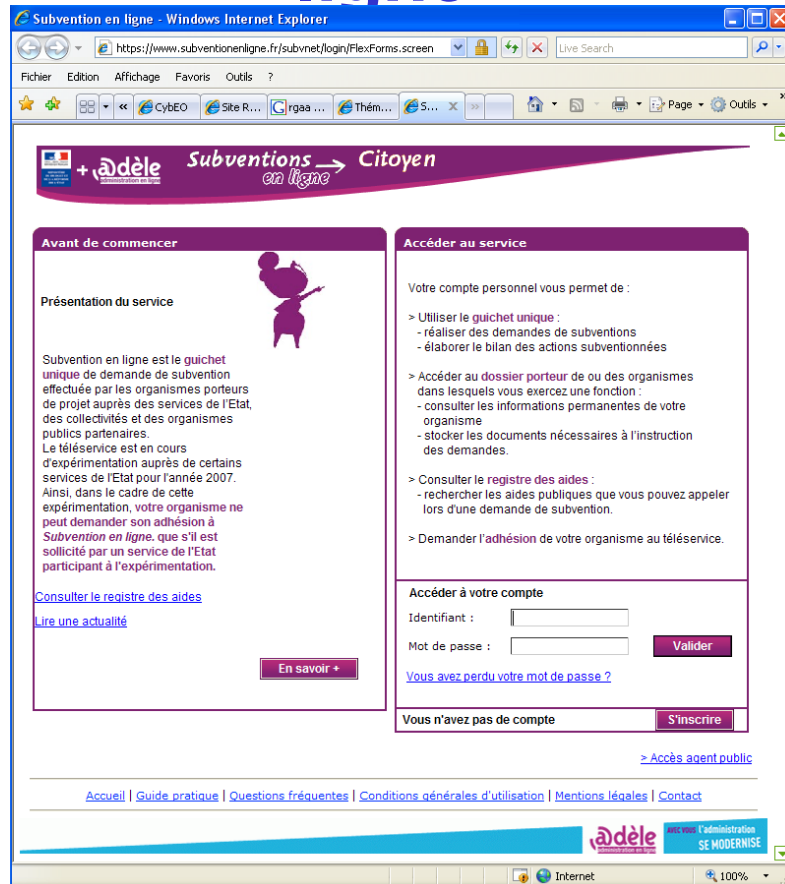 Subvention en ligne - Windows Internet Explorer
https://www.subventionenligne.fr/subvnet/login/FlexForms.screen
Live Search
Fichier Edition Affichage Favoris Outils ?
CybEO
Site R...
rgaa ...
Thém...
S...
Page
Outils
+ adèle
administration en ligne
Subventions → Citoyen
en ligne
Avant de commencer
Présentation du service
Subvention en ligne est le guichet
unique de demande de subvention
effectuée par les organismes porteurs
de projet auprès des services de l'Etat,
des collectivités et des organismes
publics partenaires.
Le téléservice est en cours
d'expérimentation auprès de certains
services de l'Etat pour l'année 2007.
Ainsi, dans le cadre de cette
expérimentation, votre organisme ne
peut demander son adhésion à
Subvention en ligne. que s'il est
sollicité par un service de l'Etat
participant à l'expérimentation.
Consulter le registre des aides
Lire une actualité
En savoir +
Accéder au service
Votre compte personnel vous permet de :
> Utiliser le guichet unique :
- réaliser des demandes de subventions
- élaborer le bilan des actions subventionnées
> Accéder au dossier porteur de ou des organismes
dans lesquels vous exercez une fonction :
- consulter les informations permanentes de votre
organisme
- stocker les documents nécessaires à l'instruction
des demandes.
> Consulter le registre des aides :
- rechercher les aides publiques que vous pouvez appeler
lors d'une demande de subvention.
> Demander l'adhésion de votre organisme au téléservice.
Accéder à votre compte
Identifiant :
Mot de passe :
Valider
Vous avez perdu votre mot de passe ?
Vous n'avez pas de compte
S'inscrire
> Accès agent public
Accueil | Guide pratique | Questions fréquentes | Conditions générales d'utilisation | Mentions légales | Contact
adèle
administration en ligne
AVEC VOUS l'administration
SE MODERNISE
Internet
100%